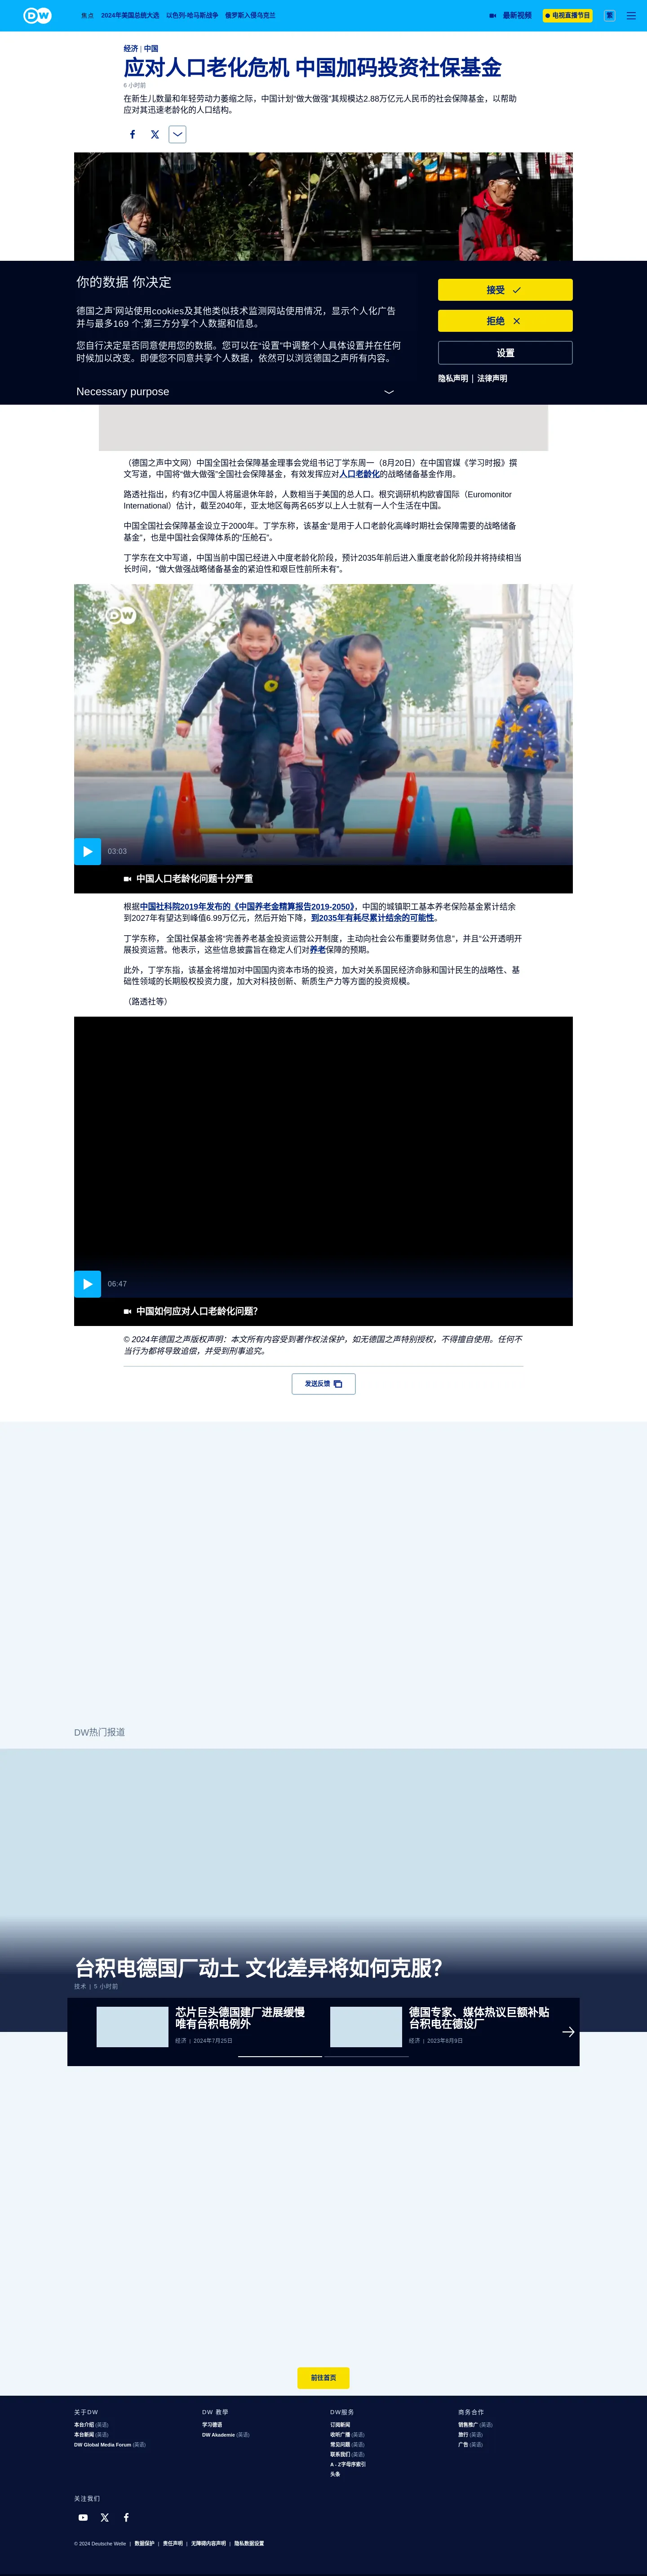 DW
焦点 2024年美国总统大选 以色列-哈马斯战争 俄罗斯入侵乌克兰 最新视频 电视直播节目 繁
经济 | 中国
应对人口老化危机 中国加码投资社保基金
6 小时前
在新生儿数量和年轻劳动力萎缩之际，中国计划“做大做强”其规模达2.88万亿元人民币的社会保障基金，以帮助
应对其迅速老龄化的人口结构。
你的数据 你决定
德国之声'网站使用cookies及其他类似技术监测网站使用情况，显示个人化广告
并与最多169 个;第三方分享个人数据和信息。
您自行决定是否同意使用您的数据。您可以在“设置”中调整个人具体设置并在任何
时候加以改变。即便您不同意共享个人数据，依然可以浏览德国之声所有内容。
Necessary purpose
接受
拒绝
设置
隐私声明 | 法律声明
（德国之声中文网）中国全国社会保障基金理事会党组书记丁学东周一（8月20日）在中国官媒《学习时报》撰
文写道，中国将“做大做强”全国社会保障基金，有效发挥应对人口老龄化的战略储备基金作用。
路透社指出，约有3亿中国人将届退休年龄，人数相当于美国的总人口。根究调研机构欧睿国际（Euromonitor
International）估计，截至2040年，亚太地区每两名65岁以上人士就有一个人个生活在中国。
中国全国社会保障基金设立于2000年。丁学东称，该基金“是用于人口老龄化高峰时期社会保障需要的战略储备
基金”，也是中国社会保障体系的“压舱石”。
丁学东在文中写道，中国当前中国已经进入中度老龄化阶段，预计2035年前后进入重度老龄化阶段并将持续相当
长时间，“做大做强战略储备基金的紧迫性和艰巨性前所未有”。
DW
03:03
中国人口老龄化问题十分严重
根据中国社科院2019年发布的《中国养老金精算报告2019-2050》，中国的城镇职工基本养老保险基金累计结余
到2027年有望达到峰值6.99万亿元，然后开始下降，到2035年有耗尽累计结余的可能性。
丁学东称， 全国社保基金将“完善养老基金投资运营公开制度，主动向社会公布重要财务信息”，并且“公开透明开
展投资运营。他表示，这些信息披露旨在稳定人们对养老保障的预期。
此外，丁学东指，该基金将增加对中国国内资本市场的投资，加大对关系国民经济命脉和国计民生的战略性、基
础性领域的长期股权投资力度，加大对科技创新、新质生产力等方面的投资规模。
（路透社等）
06:47
中国如何应对人口老龄化问题？
© 2024年德国之声版权声明：本文所有内容受到著作权法保护，如无德国之声特别授权，不得擅自使用。任何不
当行为都将导致追偿，并受到刑事追究。
发送反馈
DW热门报道
台积电德国厂动土 文化差异将如何克服？
技术 | 5 小时前
芯片巨头德国建厂进展缓慢
唯有台积电例外
经济 | 2024年7月25日
德国专家、媒体热议巨额补贴
台积电在德设厂
经济 | 2023年8月9日
前往首页
关于DW
本台介绍 (英语)
本台新闻 (英语)
DW Global Media Forum (英语)
DW 教學
学习德语
DW Akademie (英语)
DW服务
订阅新闻
收听广播 (英语)
常见问题 (英语)
联系我们 (英语)
A - Z字母序索引
头条
商务合作
销售推广 (英语)
旅行 (英语)
广告 (英语)
关注我们
© 2024 Deutsche Welle | 数据保护 | 责任声明 | 无障碍内容声明 | 隐私数据设置